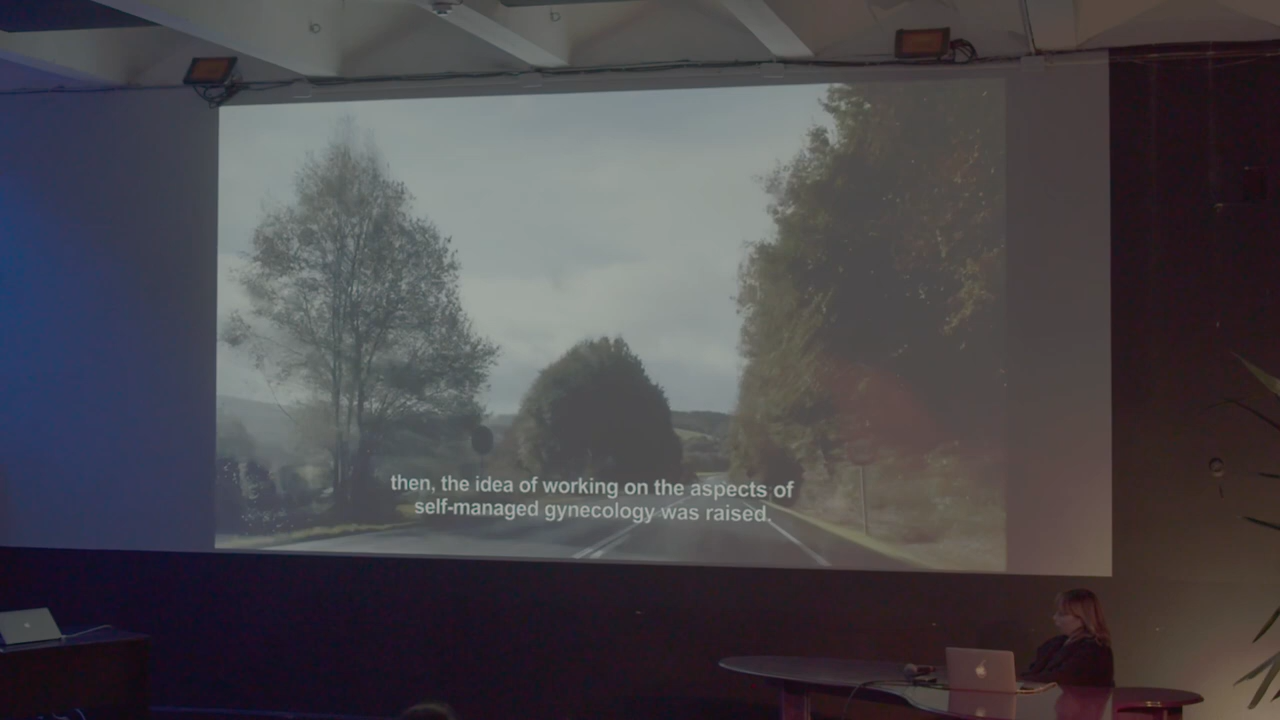 then, the idea of working on the aspects of
self-managed gynecology was raised.